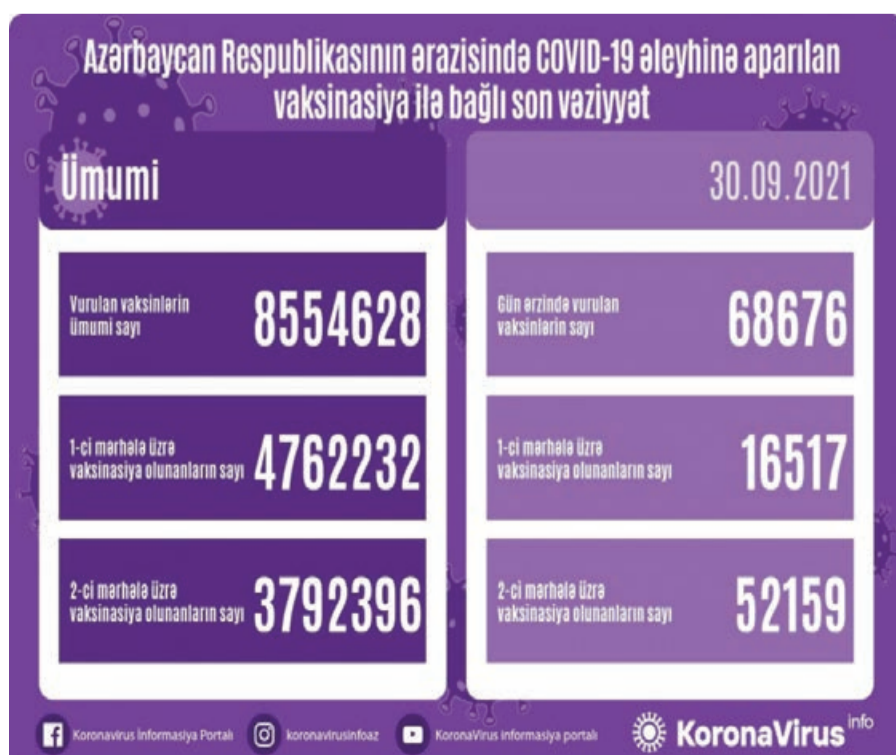 Azərbaycan Respublikasının ərazisində COVID-19 əleyhinə aparılan
vaksinasiya ilə bağlı son vəziyyət
Ümumi
Vurulan vaksinlərin
ümumi sayı
8554628
1-ci mərhələ üzrə
vaksinasiya olunanların sayı
4762232
2-ci mərhələ üzrə
vaksinasiya olunanların sayı
3792396
30.09.2021
Gün ərzində vurulan
vaksinlərin sayı
68676
1-ci mərhələ üzrə
vaksinasiya olunanların sayı
16517
2-ci mərhələ üzrə
vaksinasiya olunanların sayı
52159
Koronavirus İnformasiya Portalı
koronavirusinfoaz
KoronaVirus informasiya portalı
KoronaVirus info